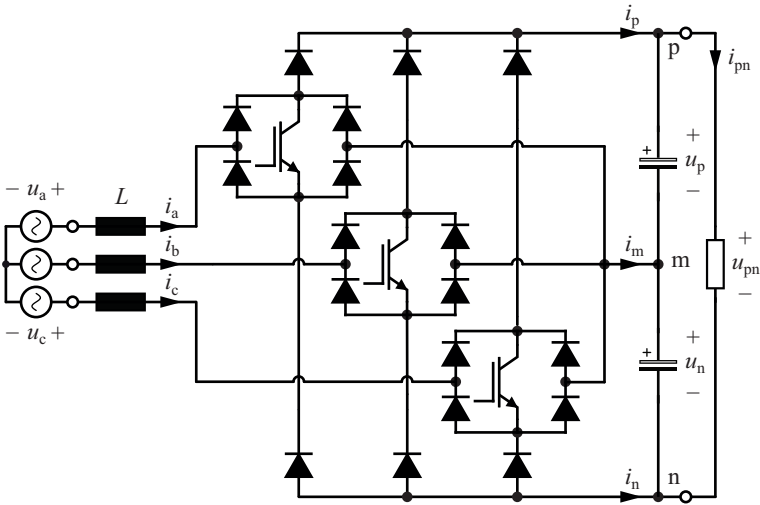 i_p
p
i_pn
+
+
u_p
−
− u_a +
L
i_a
i_b
i_m
m
+
u_pn
−
i_c
− u_c +
+
+
u_n
−
i_n
n